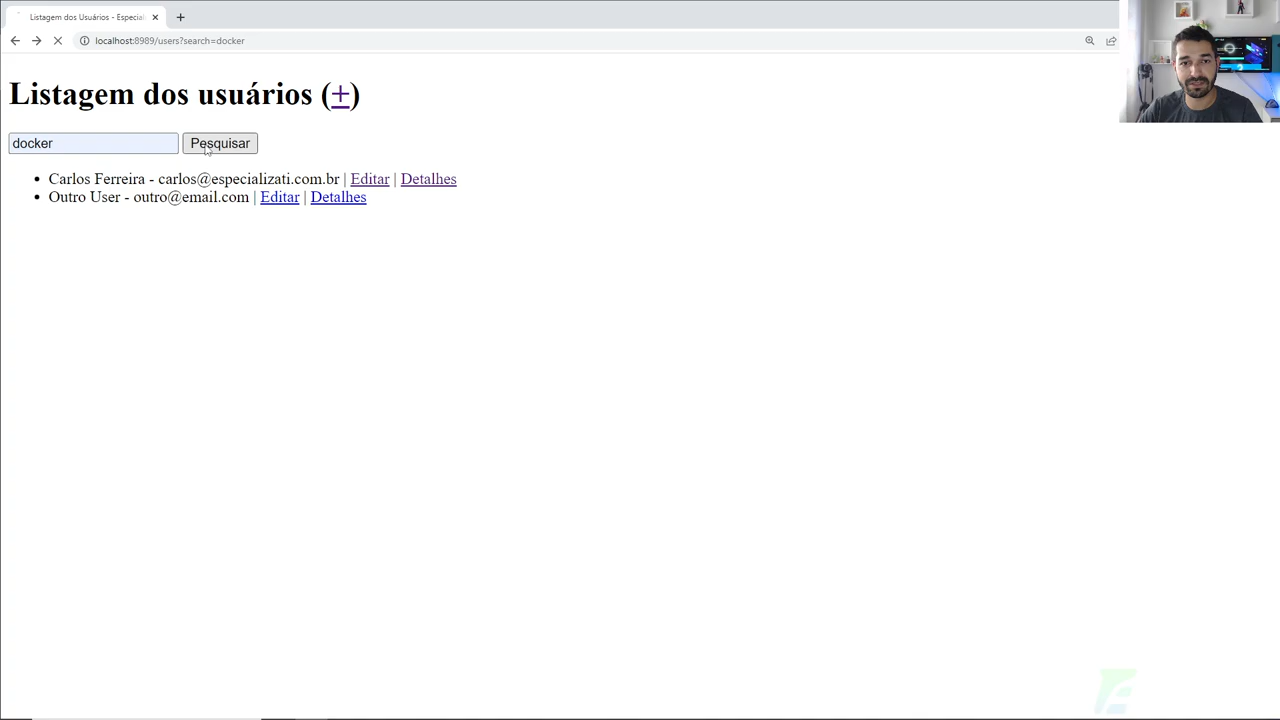 Listagem dos Usuários - Especial
localhost:8989/users?search=docker
Listagem dos usuários (+)
docker Pesquisar
Carlos Ferreira - carlos@especializati.com.br | Editar | Detalhes
Outro User - outro@email.com | Editar | Detalhes